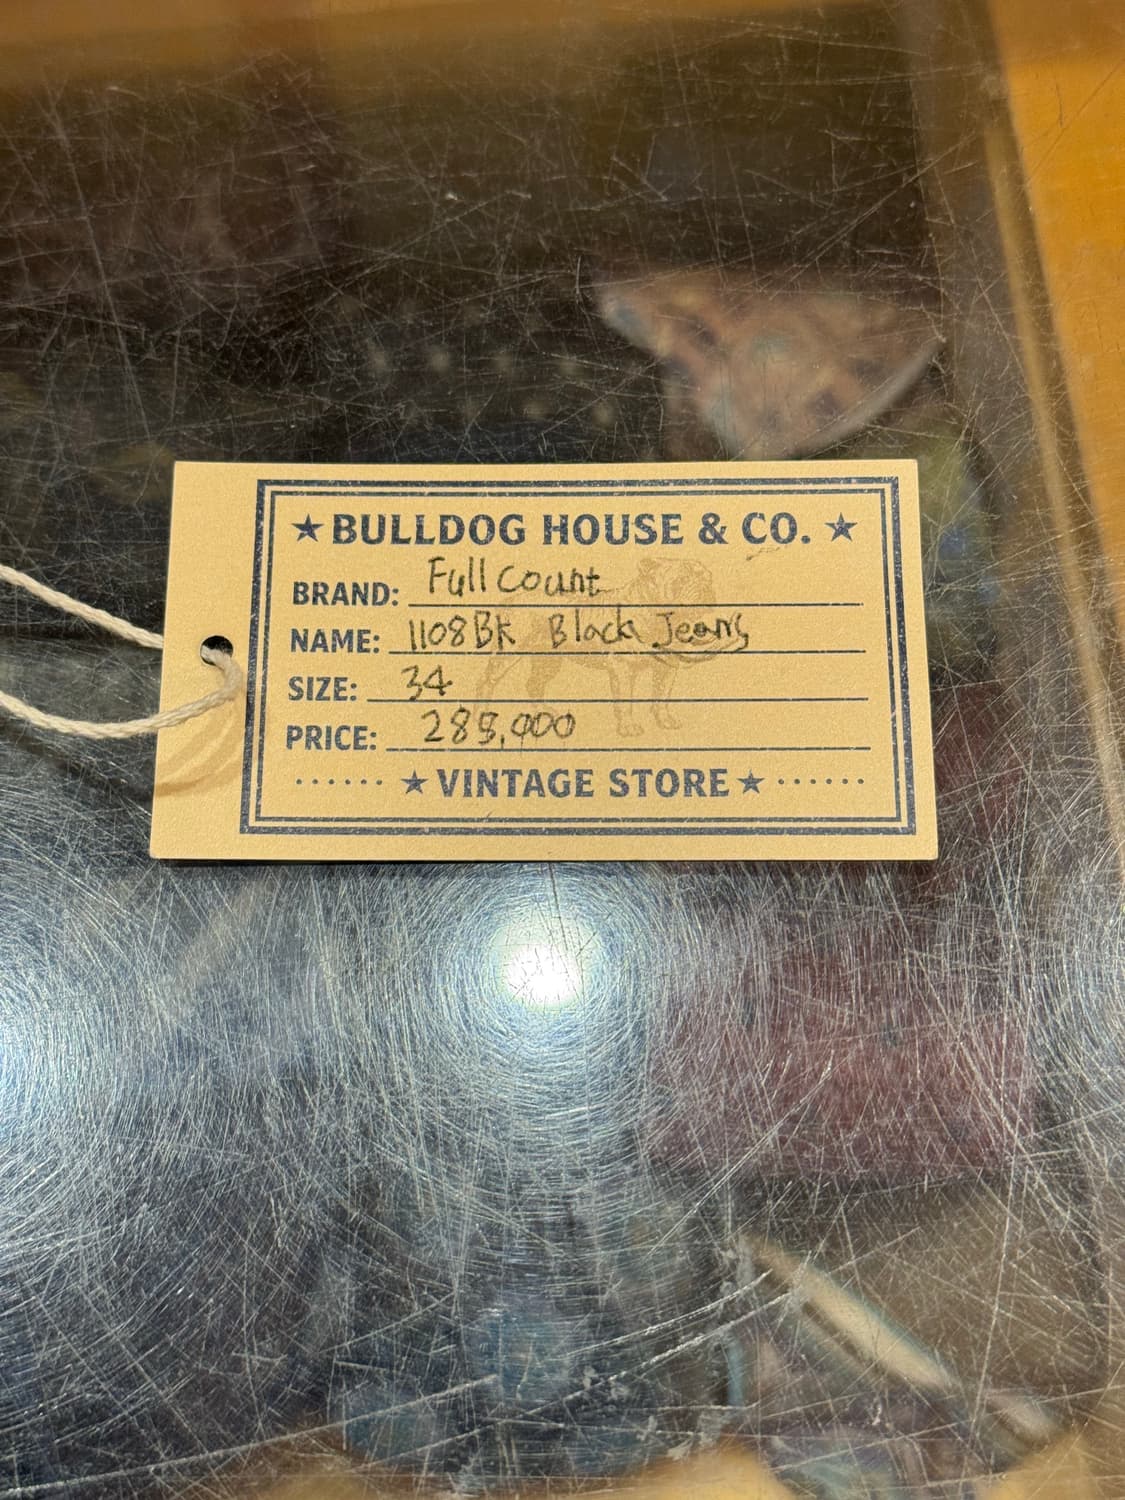 ★ BULLDOG HOUSE & CO. ★
BRAND: Full Count
NAME: 1108BK Black Jeans
SIZE: 34
PRICE: 285,000
...... ★ VINTAGE STORE ★ ......